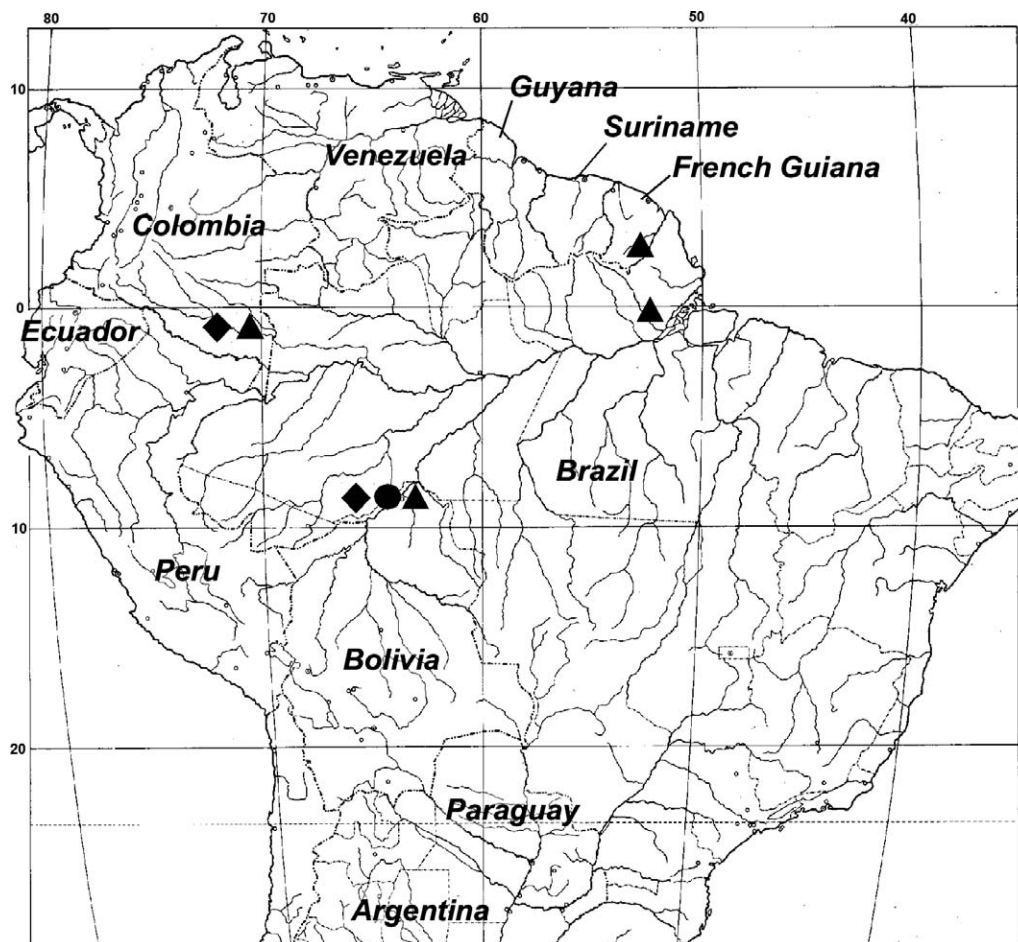 80 70 60 50 40
10
Guyana
Suriname
Venezuela
French Guiana
Colombia
0
Ecuador
Brazil
10
Peru
Bolivia
20
Paraguay
Argentina